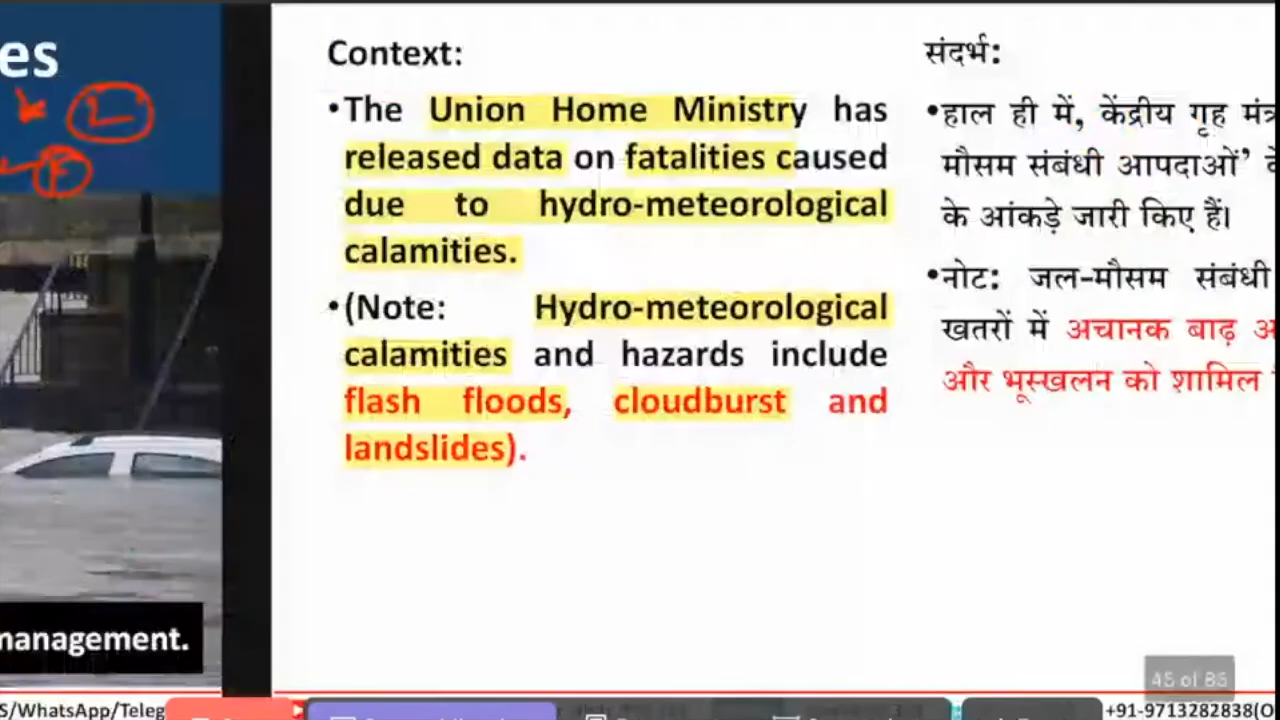 es
L
F
management.
Context:
•The Union Home Ministry has
released data on fatalities caused
due to hydro-meteorological
calamities.
•(Note: Hydro-meteorological
calamities and hazards include
flash floods, cloudburst and
landslides).
संदर्भ:
•हाल ही में, केंद्रीय गृह
मौसम संबंधी आपदाओं'
के आंकड़े जारी किए हैं।
•नोट: जल-मौसम संबंधी
खतरों में अचानक बाढ़
और भूस्खलन को शामिल
45 of 85
S/WhatsApp/Teleg
+91-9713282838(O